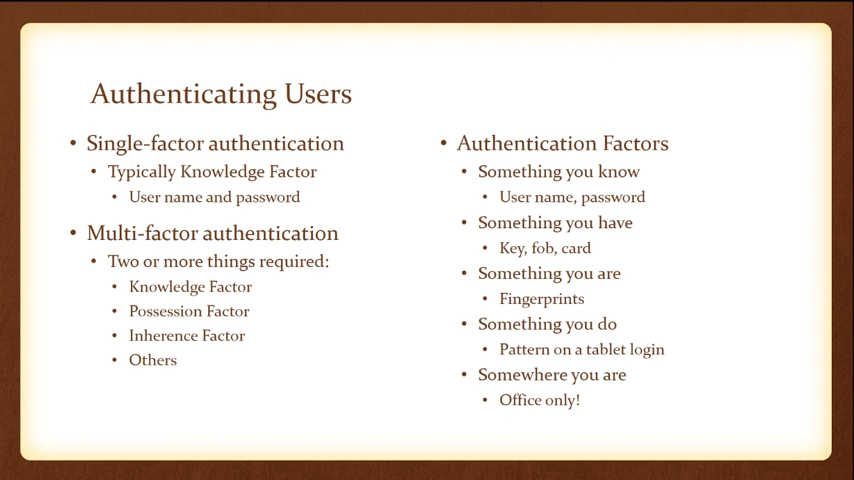 Authenticating Users
• Single-factor authentication
• Typically Knowledge Factor
• User name and password
• Multi-factor authentication
• Two or more things required:
• Knowledge Factor
• Possession Factor
• Inherence Factor
• Others
• Authentication Factors
• Something you know
• User name, password
• Something you have
• Key, fob, card
• Something you are
• Fingerprints
• Something you do
• Pattern on a tablet login
• Somewhere you are
• Office only!